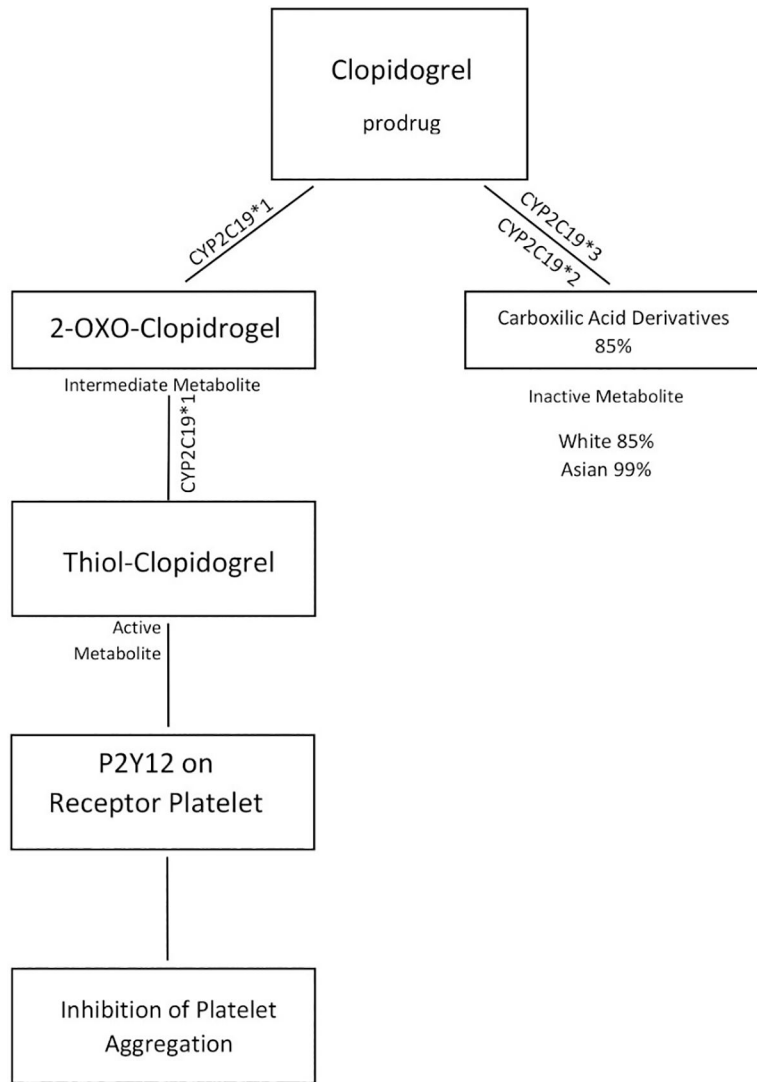 Clopidogrel
prodrug
CYP2C19*1
CYP2C19*3
CYP2C19*2
2-OXO-Clopidrogel
Intermediate Metabolite
Carboxilic Acid Derivatives
85%
Inactive Metabolite
White 85%
Asian 99%
CYP2C19*1
Thiol-Clopidogrel
Active
Metabolite
P2Y12 on
Receptor Platelet
Inhibition of Platelet
Aggregation